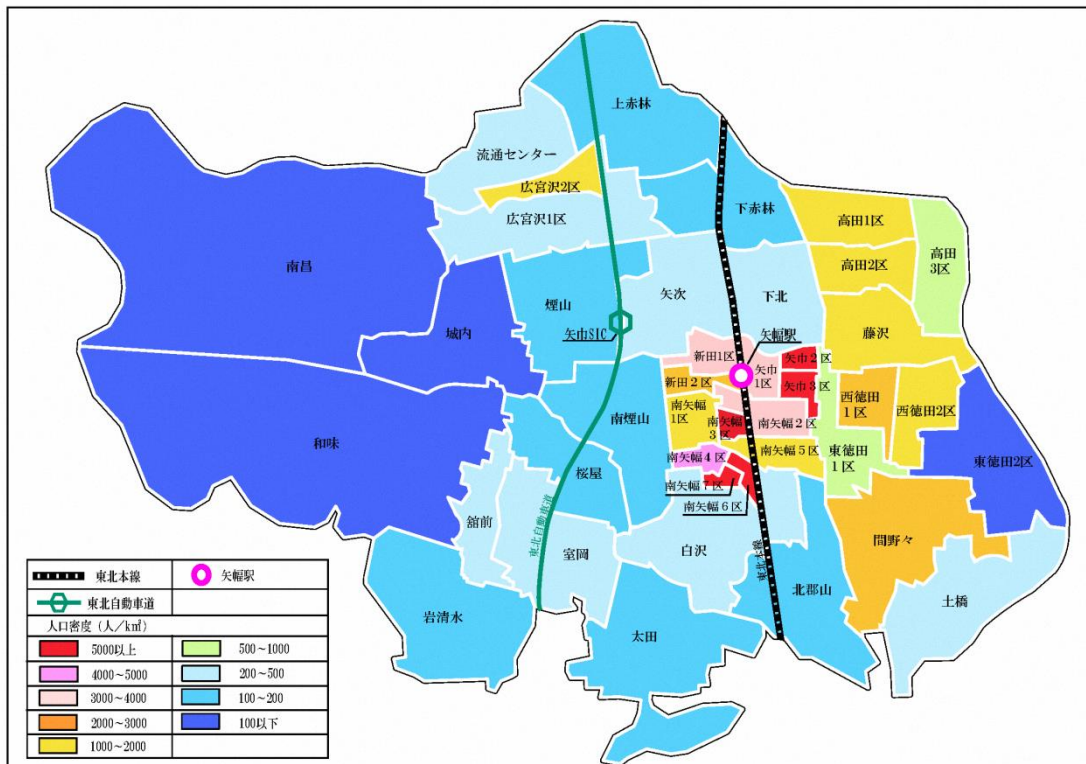 上赤林
流通センター
広宮沢2区
下赤林
広宮沢1区
高田1区
高田
3区
高田2区
南昌
矢次
下北
煙山
城内
矢巾SIC
藤沢
矢幅駅
新田1区
矢巾
1区
矢巾2区
新田2区
矢巾3区
西徳田
1区
西徳田2区
南矢幅
1区
南矢幅
3区
南矢幅2区
南煙山
和味
南矢幅4区
南矢幅5区
東徳田
1区
東徳田2区
桜屋
南矢幅7区
南矢幅6区
舘前
東北自動車道
室岡
白沢
東北本線
間野々
北郡山
土橋
岩清水
太田
東北本線
矢幅駅
東北自動車道
人口密度(人/km²)
5000以上
500~1000
4000~5000
200~500
3000~4000
100~200
2000~3000
100以下
1000~2000